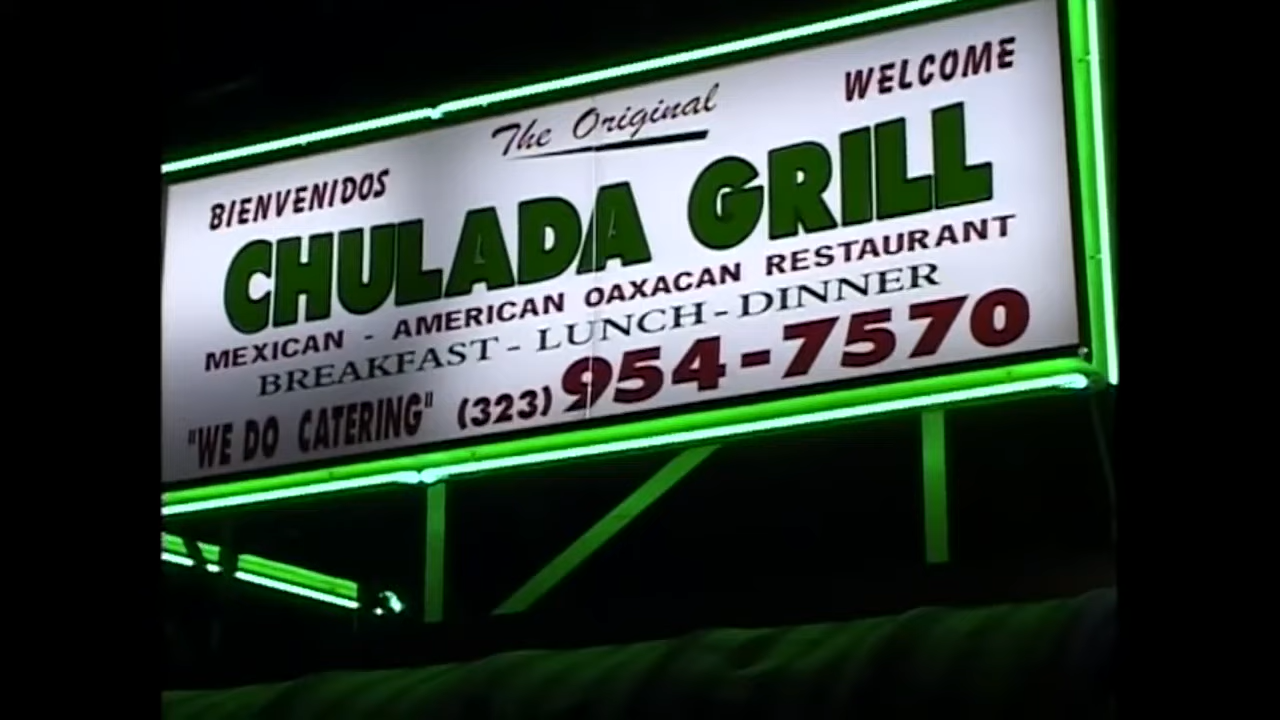 The Original
BIENVENIDOS
WELCOME
CHULADA GRILL
MEXICAN - AMERICAN OAXACAN RESTAURANT
BREAKFAST - LUNCH - DINNER
"WE DO CATERING" (323) 954-7570